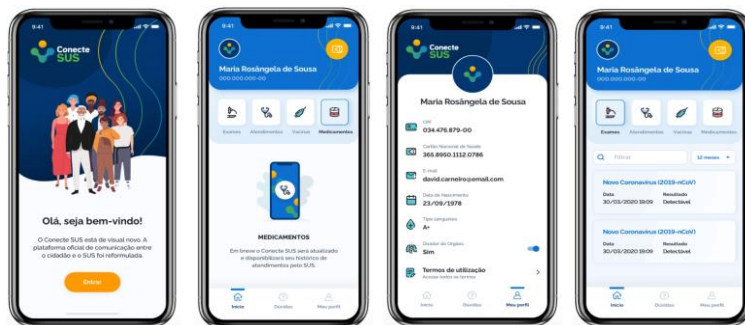 9:41
Conecte
SUS
Olá, seja bem-vindo!
O Conecte SUS está de visual novo. A
plataforma oficial de comunicação entre
o cidadão e o SUS foi reformulada.
Entrar
9:41
Maria Rosângela de Sousa
000.000.000-00
Exames Atendimentos Vacinas Medicamentos
MEDICAMENTOS
Em breve o Conecte SUS será atualizado
e disponibilizará seu histórico de
atendimentos pelo SUS.
Início Dúvidas Meu perfil
9:41
Conecte
SUS
Maria Rosângela de Sousa
CPF
034.476.879-00
Cartão Nacional de Saúde
365.8950.1112.0786
E-mail
david.carneiro@email.com
Data de Nascimento
23/09/1978
Tipo sanguíneo
A+
Doador de Órgãos
Sim
Termos de utilização
Acessar todos os termos
Início Dúvidas Meu perfil
9:41
Maria Rosângela de Sousa
000.000.000-00
Exames Atendimentos Vacinas Medicamentos
Filtrar 12 meses
Novo Coronavírus (2019-nCoV)
Data Resultado
30/03/2020 19:09 Detectável
Novo Coronavírus (2019-nCoV)
Data Resultado
30/03/2020 19:09 Detectável
Início Dúvidas Meu perfil